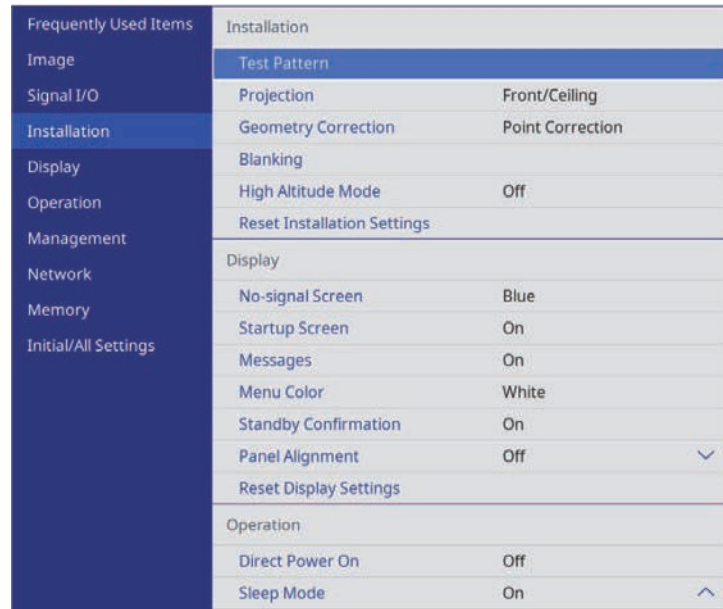 Frequently Used Items
Image
Signal I/O
Installation
Display
Operation
Management
Network
Memory
Initial/All Settings
Installation
Test Pattern
Projection Front/Ceiling
Geometry Correction Point Correction
Blanking
High Altitude Mode Off
Reset Installation Settings
Display
No-signal Screen Blue
Startup Screen On
Messages On
Menu Color White
Standby Confirmation On
Panel Alignment Off
Reset Display Settings
Operation
Direct Power On Off
Sleep Mode On